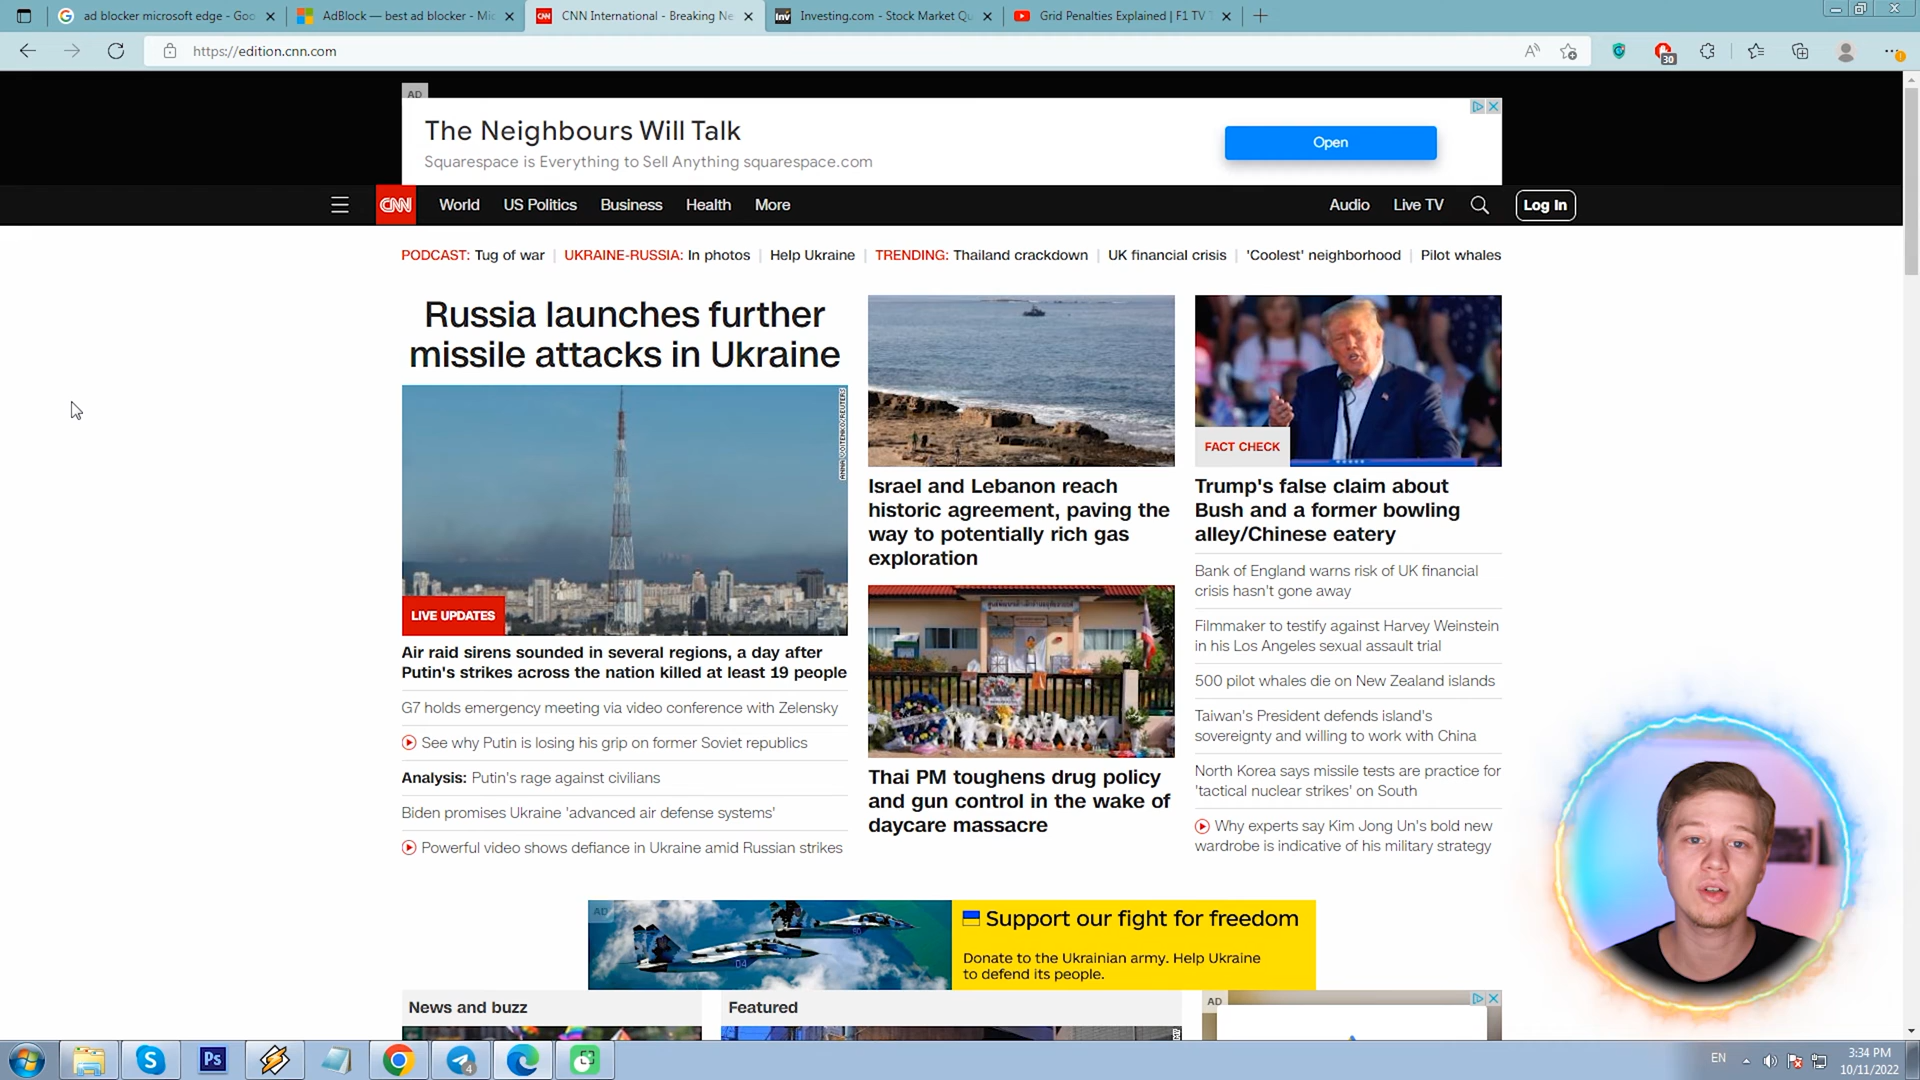 ad blocker microsoft edge - Goo
AdBlock — best ad blocker - Mic
CNN International - Breaking Ne
Investing.com - Stock Market Qu
Grid Penalties Explained | F1 TV T
https://edition.cnn.com
30
AD
The Neighbours Will Talk
Squarespace is Everything to Sell Anything squarespace.com
Open
CNN
World
US Politics
Business
Health
More
Audio
Live TV
Log In
PODCAST: Tug of war
UKRAINE-RUSSIA: In photos
Help Ukraine
TRENDING: Thailand crackdown
UK financial crisis
'Coolest' neighborhood
Pilot whales
Russia launches further
missile attacks in Ukraine
LIVE UPDATES
Air raid sirens sounded in several regions, a day after
Putin's strikes across the nation killed at least 19 people
G7 holds emergency meeting via video conference with Zelensky
See why Putin is losing his grip on former Soviet republics
Analysis: Putin's rage against civilians
Biden promises Ukraine 'advanced air defense systems'
Powerful video shows defiance in Ukraine amid Russian strikes
Israel and Lebanon reach
historic agreement, paving the
way to potentially rich gas
exploration
Thai PM toughens drug policy
and gun control in the wake of
daycare massacre
FACT CHECK
Trump's false claim about
Bush and a former bowling
alley/Chinese eatery
Bank of England warns risk of UK financial
crisis hasn't gone away
Filmmaker to testify against Harvey Weinstein
in his Los Angeles sexual assault trial
500 pilot whales die on New Zealand islands
Taiwan's President defends island's
sovereignty and willing to work with China
North Korea says missile tests are practice for
'tactical nuclear strikes' on South
Why experts say Kim Jong Un's bold new
wardrobe is indicative of his military strategy
AD
Support our fight for freedom
Donate to the Ukrainian army. Help Ukraine
to defend its people.
News and buzz
Featured
AD
Ps
4
EN
3:34 PM
10/11/2022